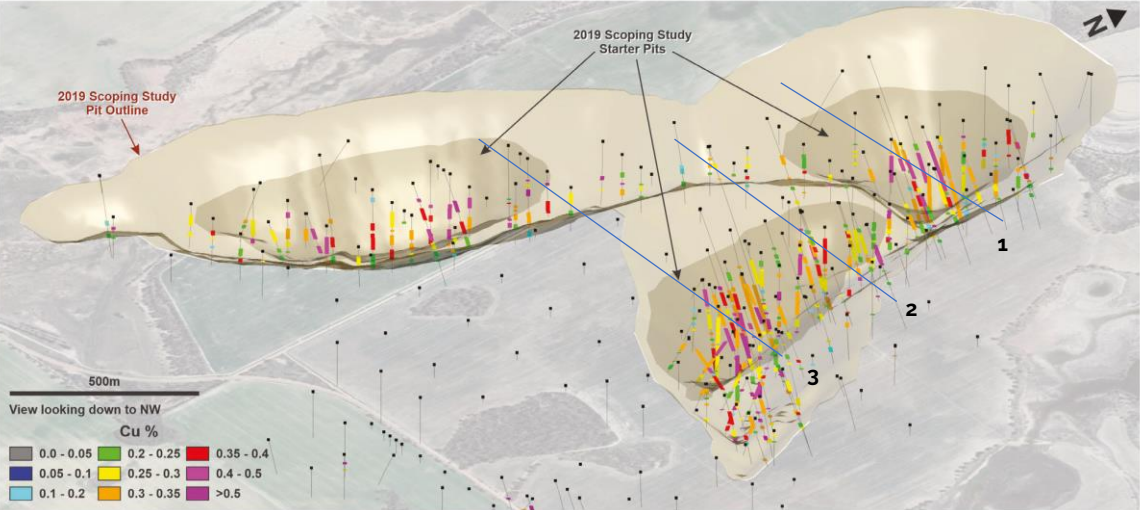 N
2019 Scoping Study
Starter Pits
2019 Scoping Study
Pit Outline
1
2
3
500m
View looking down to NW
Cu %
0.0 - 0.05
0.2 - 0.25
0.35 - 0.4
0.05 - 0.1
0.25 - 0.3
0.4 - 0.5
0.1 - 0.2
0.3 - 0.35
>0.5